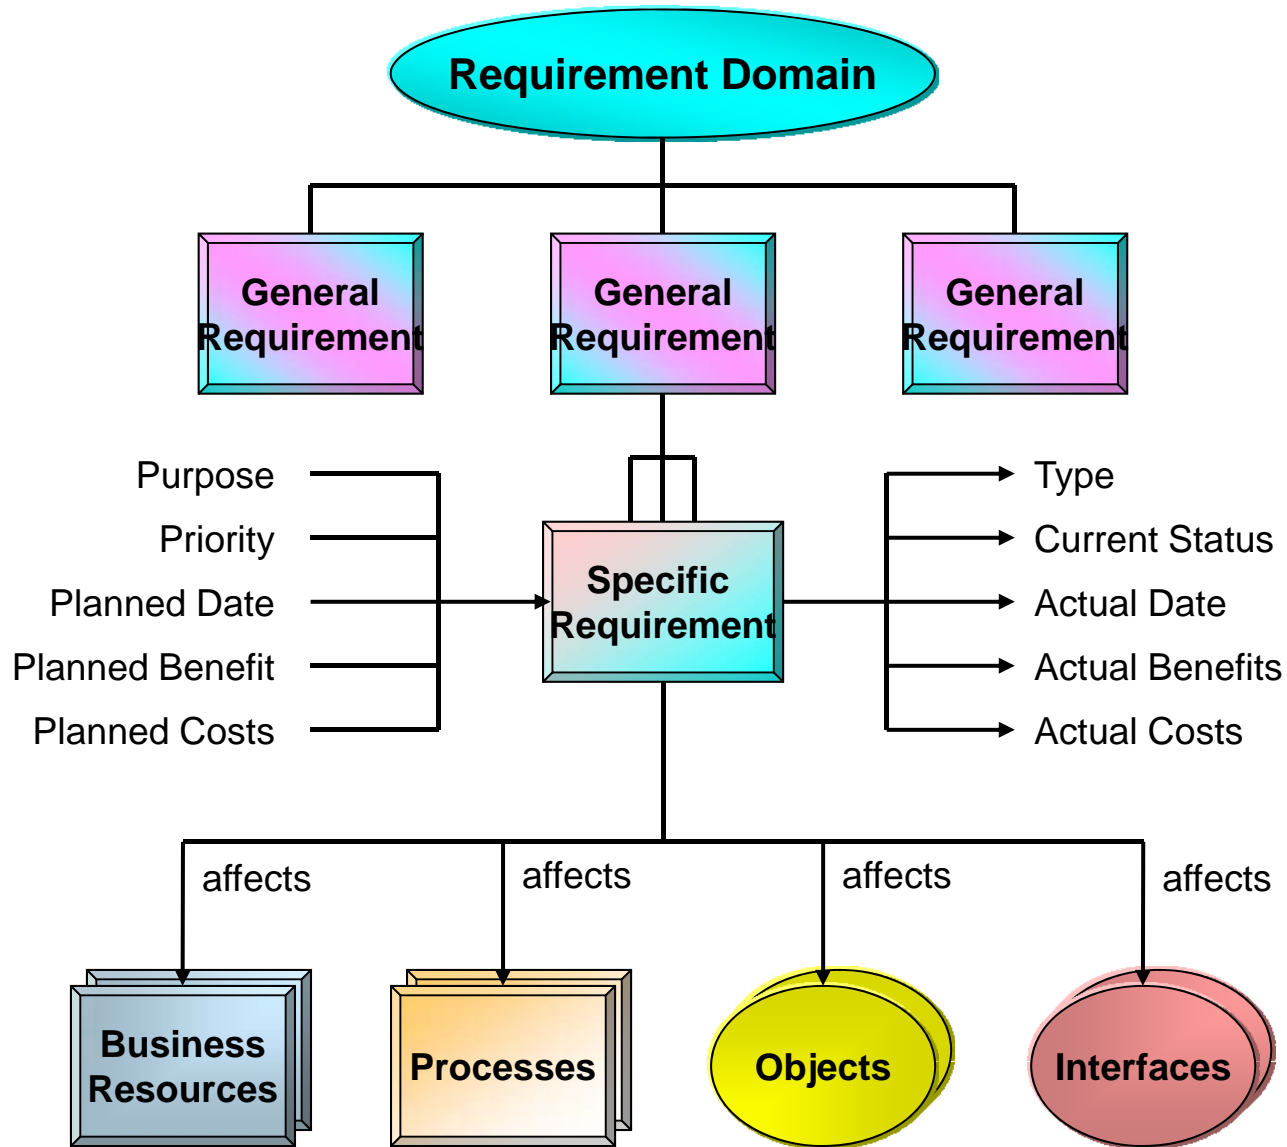 Requirement Domain
General
Requirement
General
Requirement
General
Requirement
Purpose
Priority
Planned Date
Planned Benefit
Planned Costs
Specific
Requirement
Type
Current Status
Actual Date
Actual Benefits
Actual Costs
affects
affects
affects
affects
Business
Resources
Processes
Objects
Interfaces